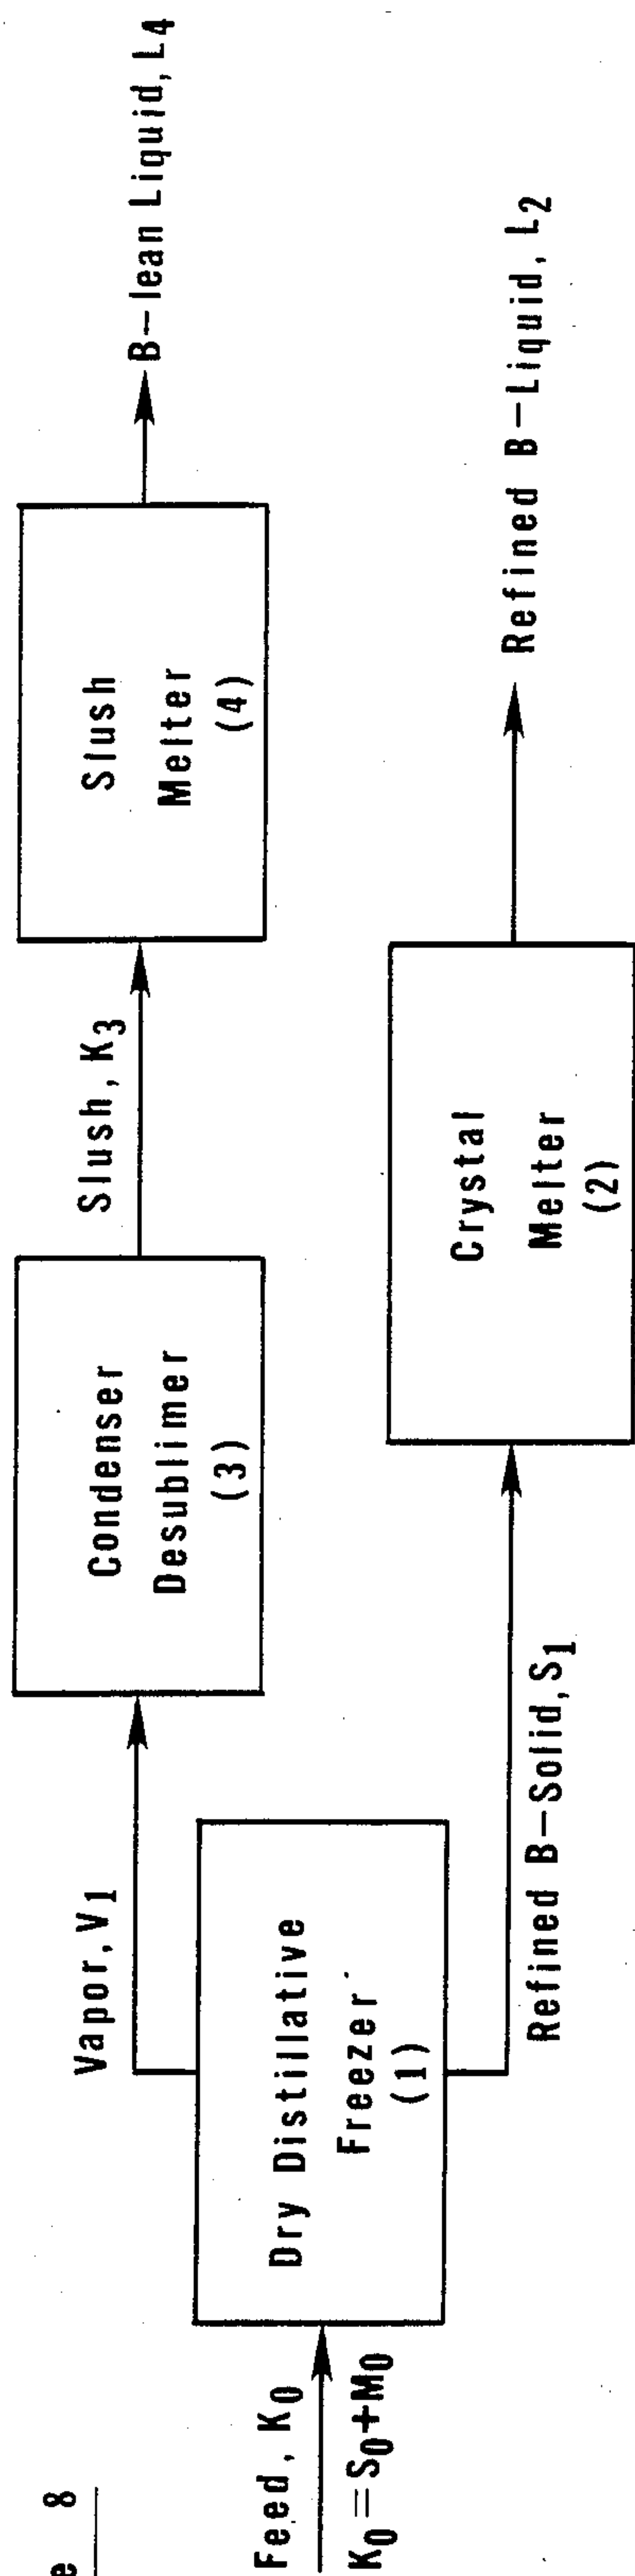 8
Feed, K0
K0=S0+M0
Dry Distillative
Freezer
(1)
Vapor, V1
Condenser
Desublimer
(3)
Slush, K3
Slush
Melter
(4)
B-lean Liquid, L4
Refined B-Solid, S1
Crystal
Melter
(2)
Refined B-Liquid, L2